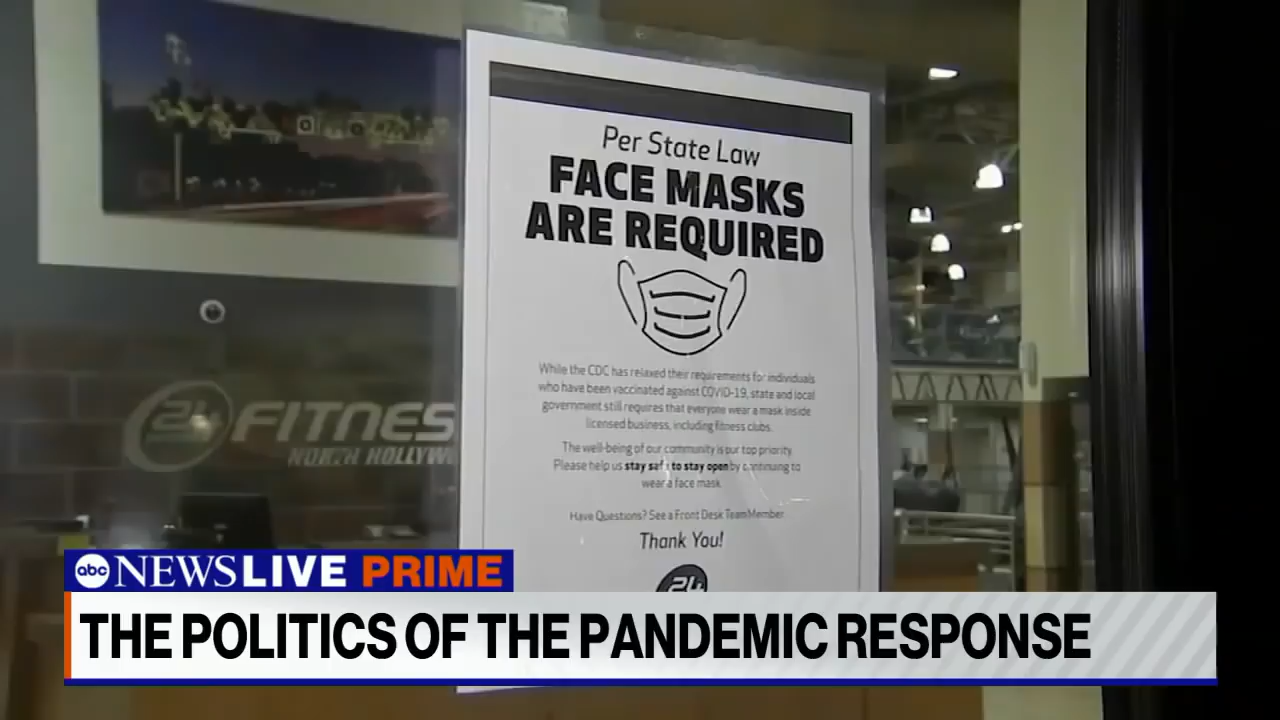 Per State Law
FACE MASKS
ARE REQUIRED
While the CDC has relaxed their requirements for individuals
who have been vaccinated against COVID-19, state and local
government still requires that everyone wear a mask inside
licensed business, including fitness clubs.
The well-being of our community is our top priority.
Please help us stay safe to stay open by continuing to
wear a face mask.
Have Questions? See a Front Desk Team Member.
Thank You!
24
24 FITNES
NORTH HOLLYW
abc NEWS LIVE PRIME
THE POLITICS OF THE PANDEMIC RESPONSE